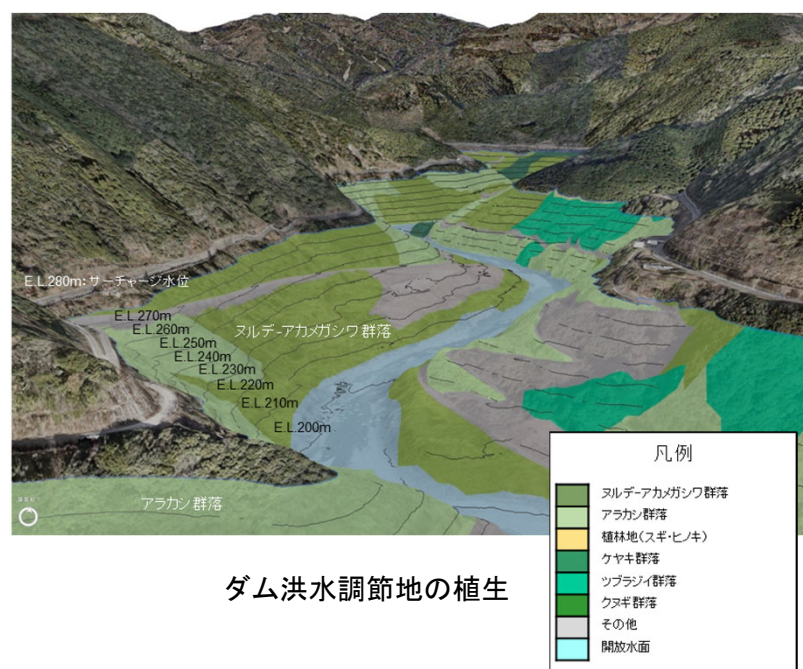 E.L.280m:サーチャージ水位
E.L.270m
E.L.260m
E.L.250m
E.L.240m
E.L.230m
E.L.220m
E.L.210m
E.L.200m
ヌルデ-アカメガシワ群落
アラカシ群落
凡例
ヌルデ-アカメガシワ群落
アラカシ群落
植林地(スギ・ヒノキ)
ケヤキ群落
ツブラジイ群落
クヌギ群落
その他
開放水面
ダム洪水調節地の植生